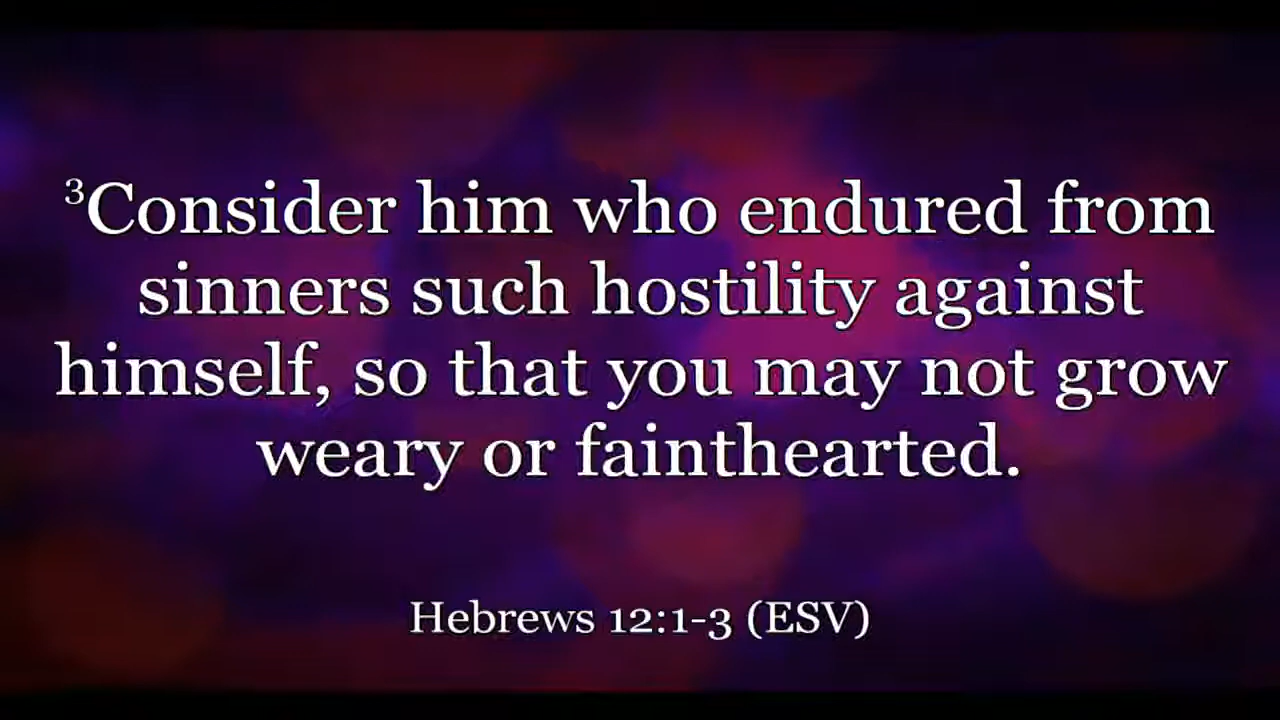 ³Consider him who endured from
sinners such hostility against
himself, so that you may not grow
weary or fainthearted.
Hebrews 12:1-3 (ESV)